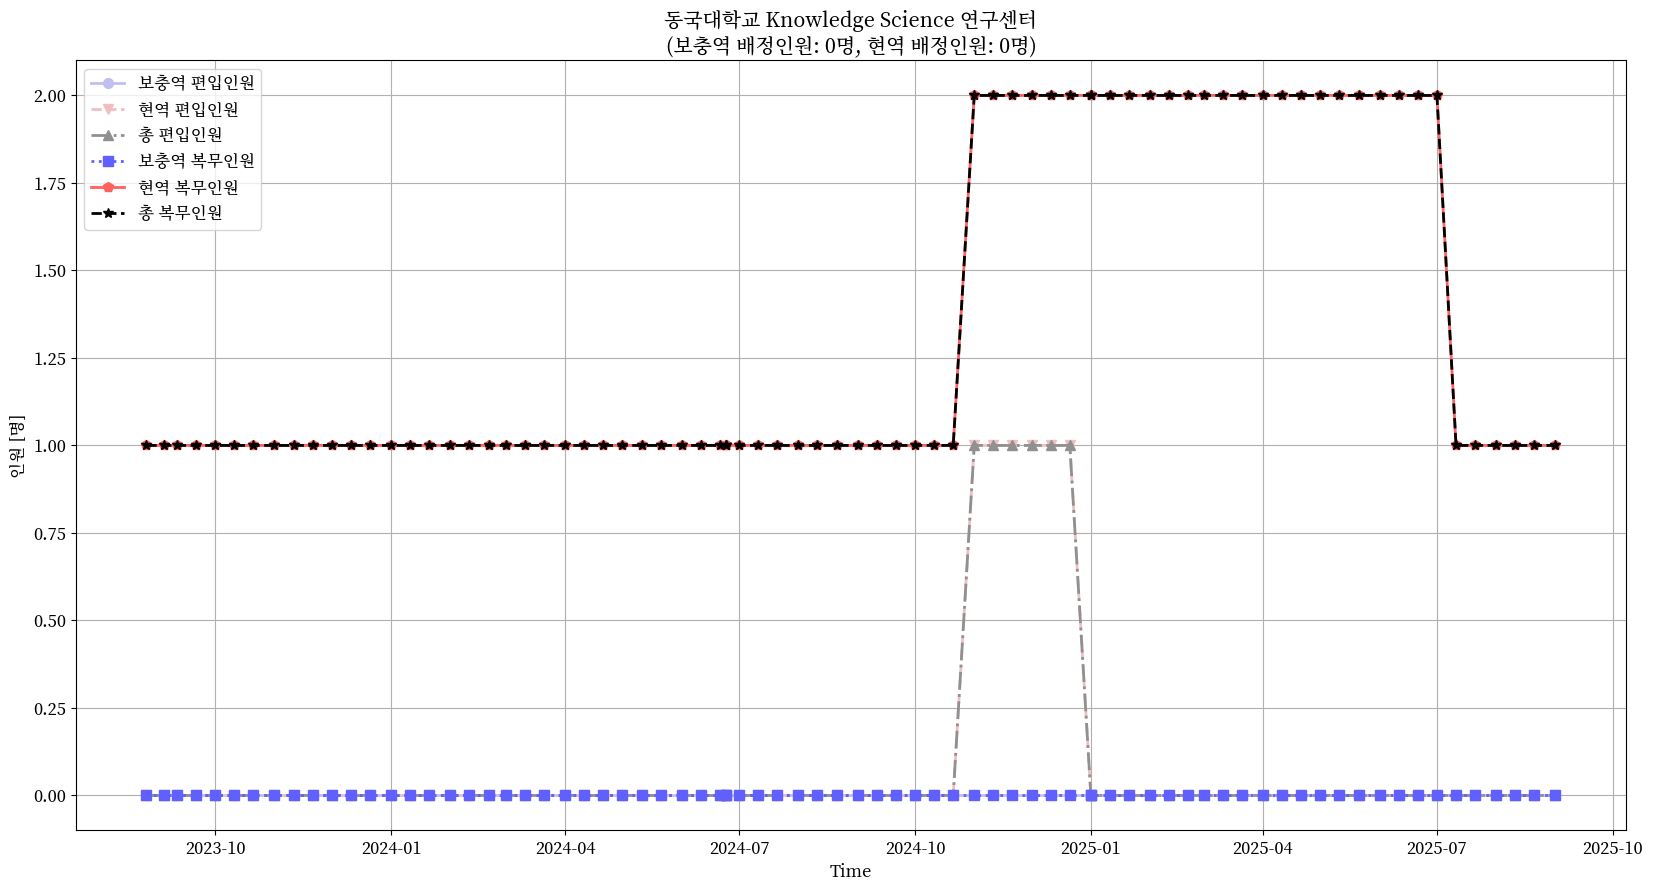 동국대학교 Knowledge Science 연구센터
(보충역 배정인원: 0명, 현역 배정인원: 0명)
보충역 편입인원
현역 편입인원
총 편입인원
보충역 복무인원
현역 복무인원
총 복무인원
2.00
1.75
1.50
1.25
1.00
0.75
0.50
0.25
0.00
인원 [명]
2023-10
2024-01
2024-04
2024-07
2024-10
2025-01
2025-04
2025-07
2025-10
Time